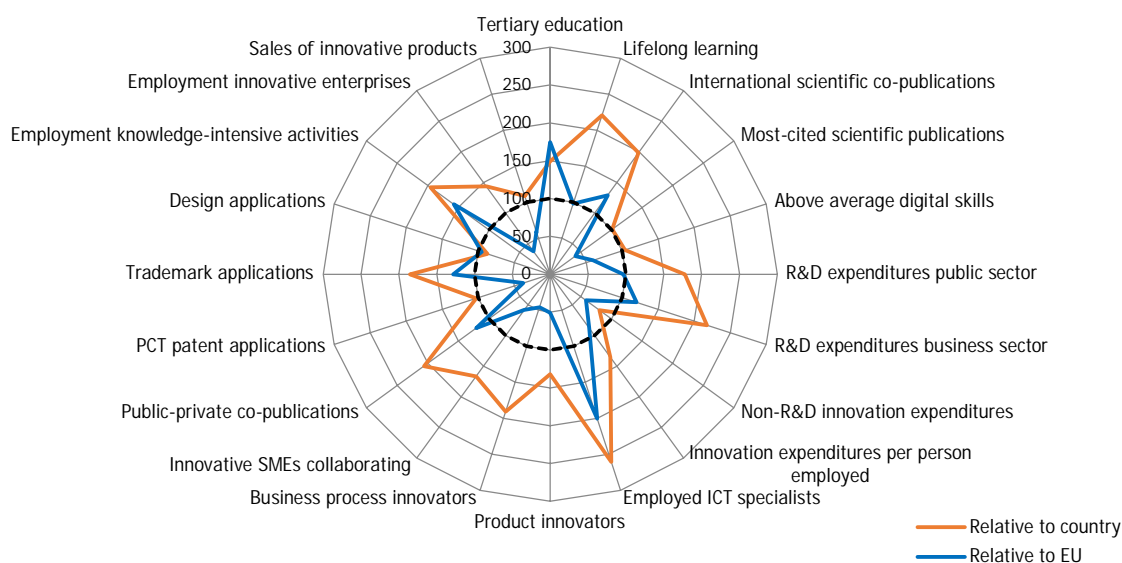 Tertiary education
300
Sales of innovative products
Lifelong learning
Employment innovative enterprises
250
International scientific co-publications
200
Employment knowledge-intensive activities
150
Most-cited scientific publications
Design applications
100
Above average digital skills
50
Trademark applications
0
R&D expenditures public sector
PCT patent applications
R&D expenditures business sector
Public-private co-publications
Non-R&D innovation expenditures
Innovative SMEs collaborating
Innovation expenditures per person
employed
Business process innovators
Employed ICT specialists
Product innovators
Relative to country
Relative to EU